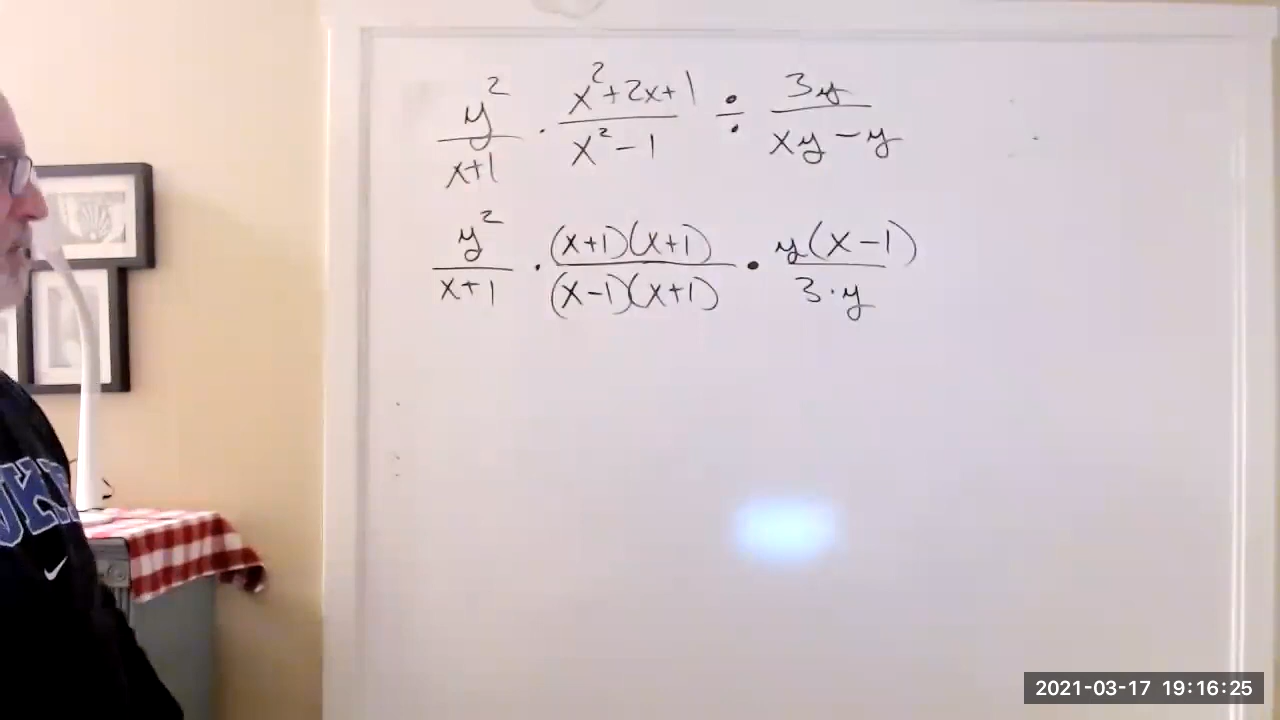 y²/(x+1) · (x²+2x+1)/(x²-1) ÷ 3y/(xy-y)
y²/(x+1) · (x+1)(x+1)/(x-1)(x+1) · y(x-1)/(3·y)
2021-03-17 19:16:25